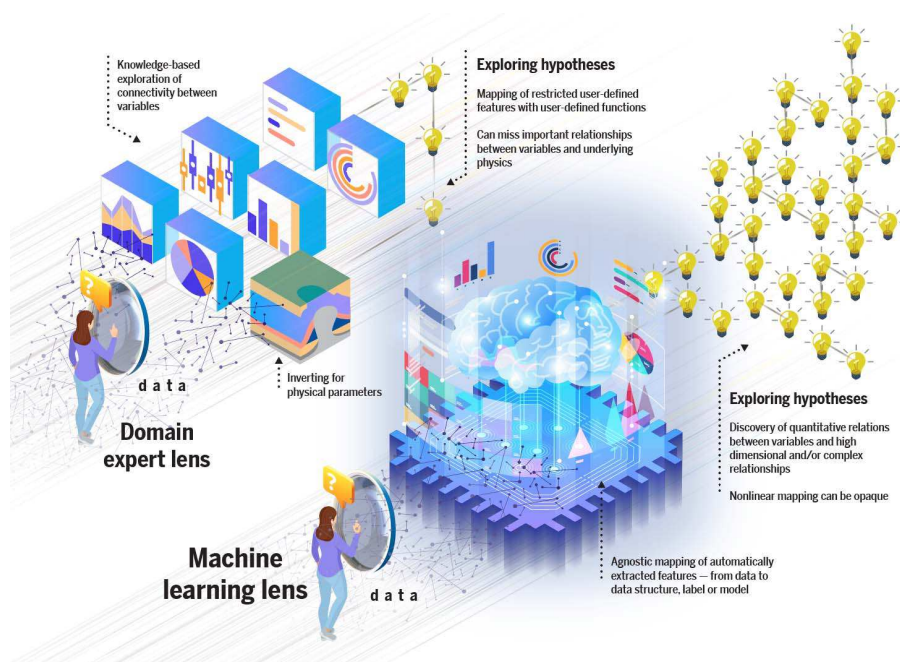 Knowledge-based
exploration of
connectivity between
variables
Exploring hypotheses
Mapping of restricted user-defined
features with user-defined functions
Can miss important relationships
between variables and underlying
physics
?
data
Domain
expert lens
Inverting for
physical parameters
Exploring hypotheses
Discovery of quantitative relations
between variables and high
dimensional and/or complex
relationships
Nonlinear mapping can be opaque
?
Machine
learning lens
data
Agnostic mapping of automatically
extracted features — from data to
data structure, label or model